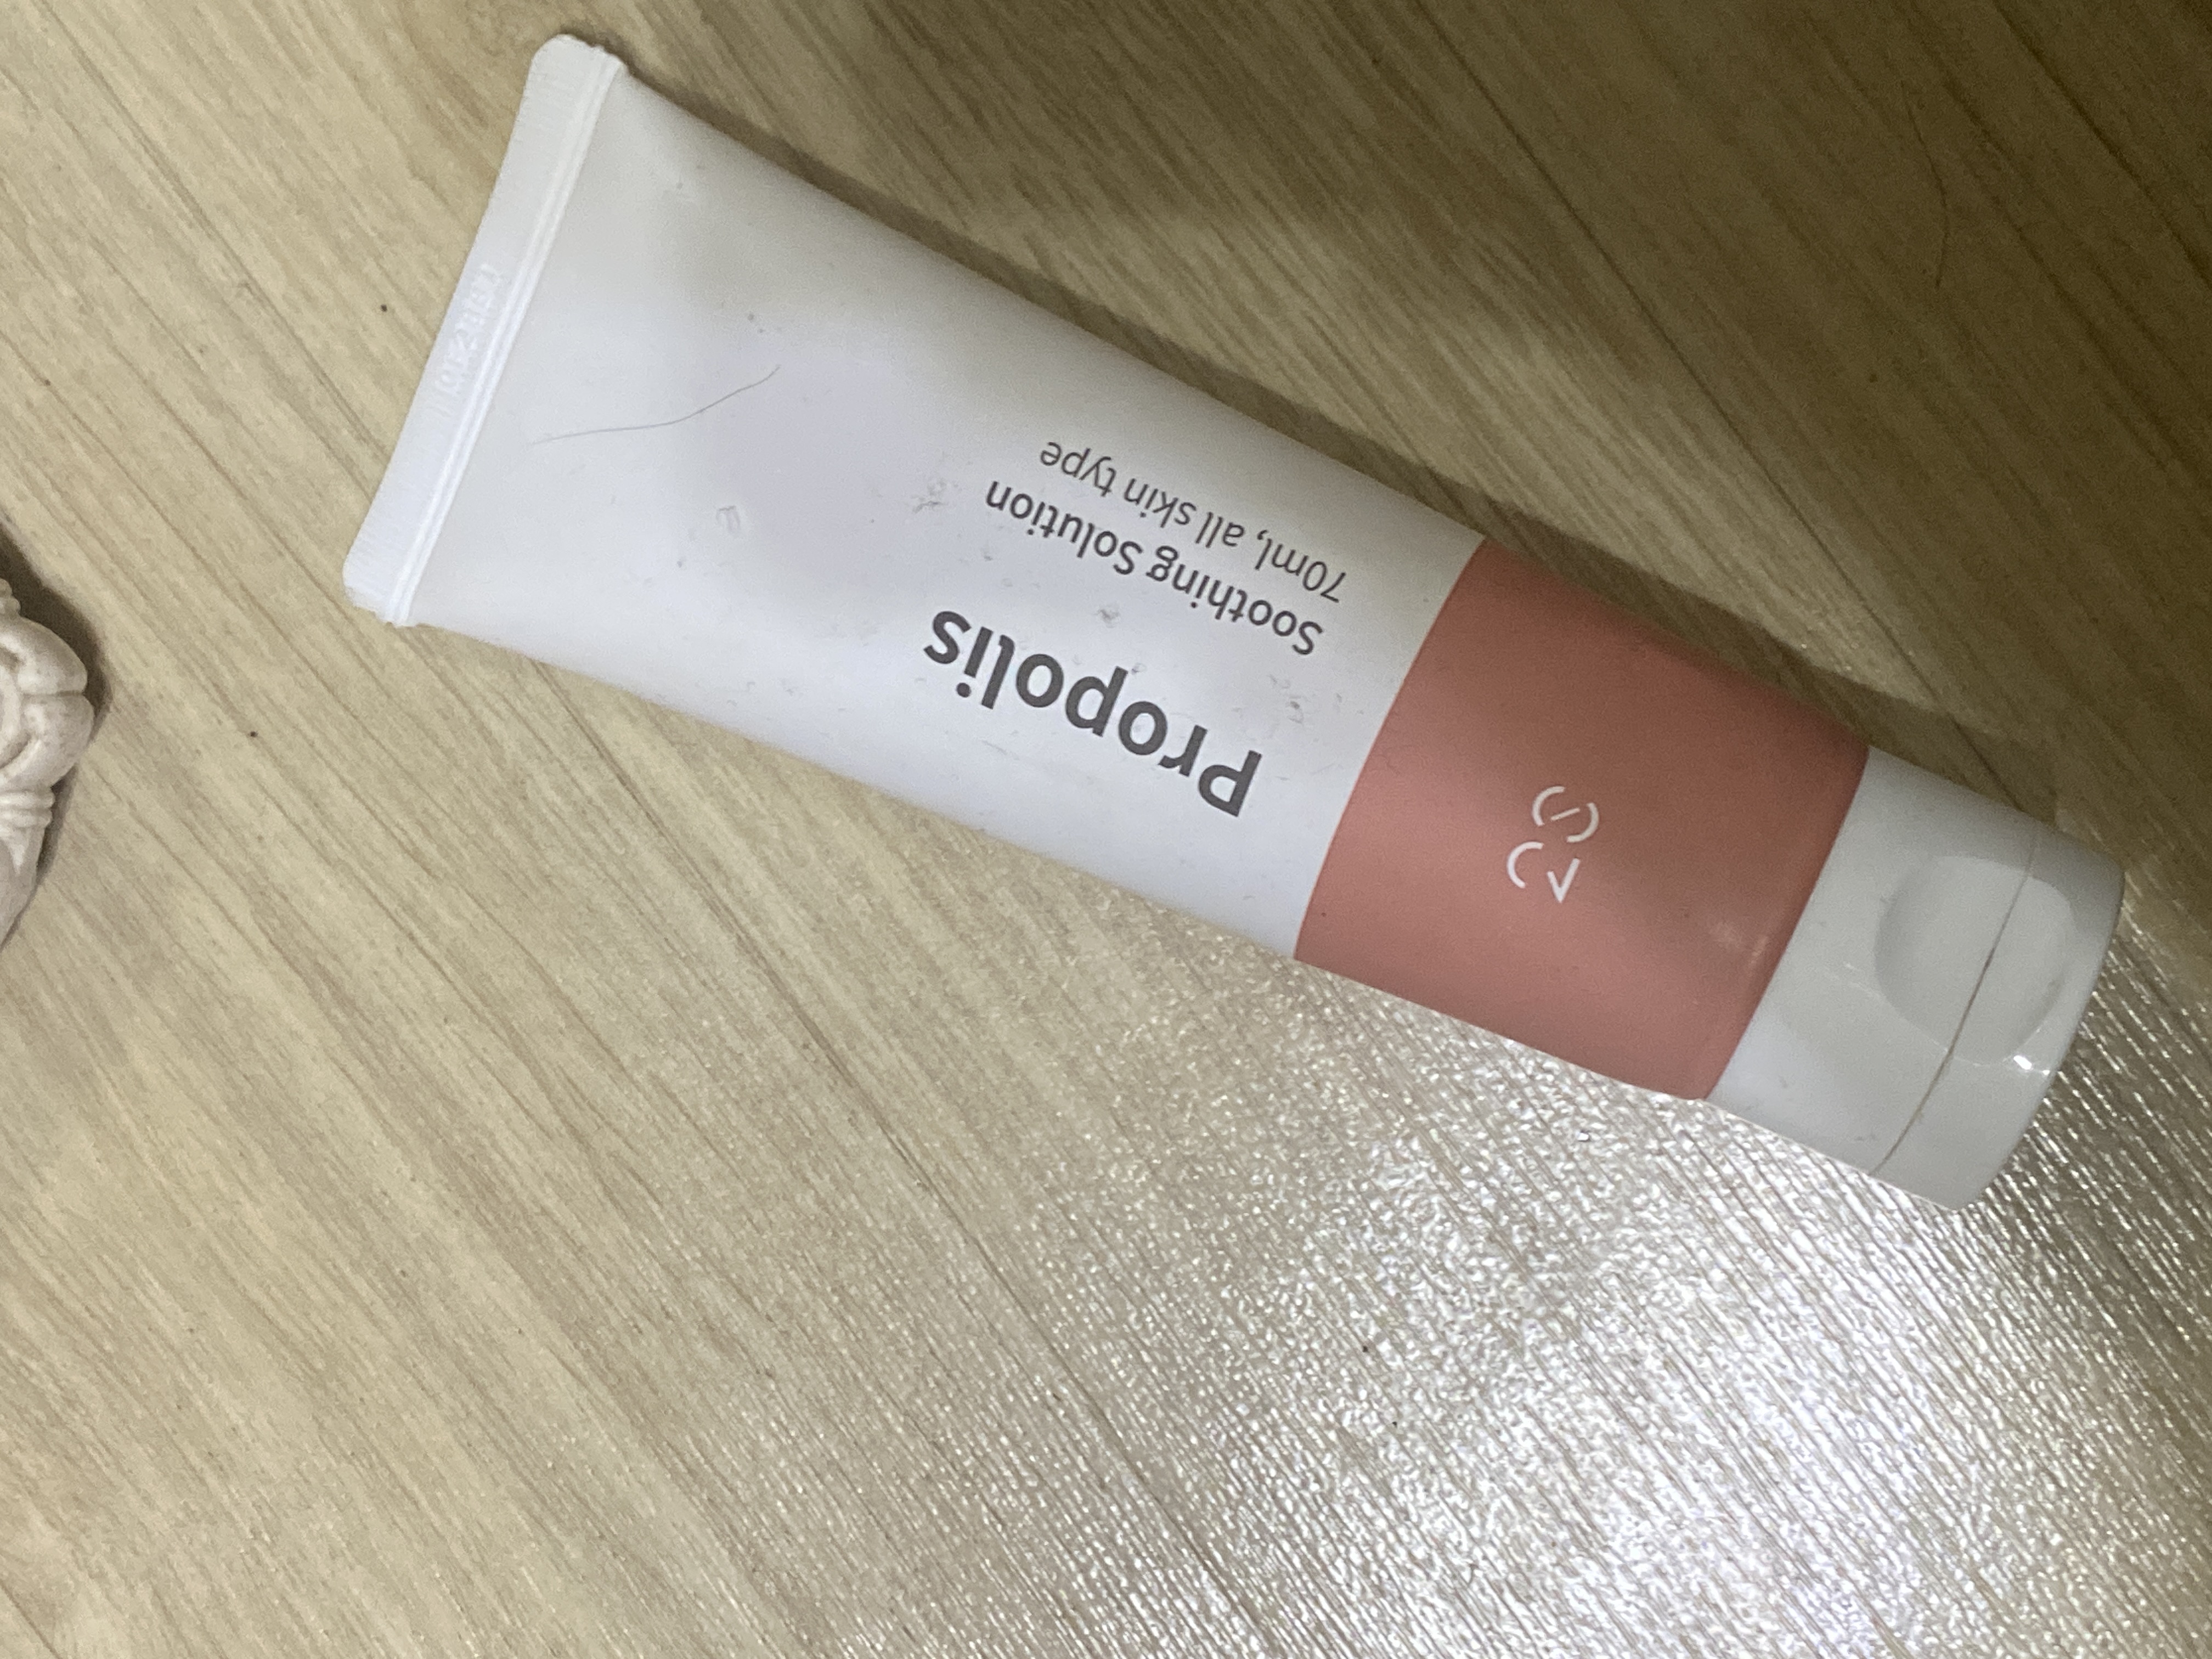 Propolis
Soothing Solution
70ml, all skin type